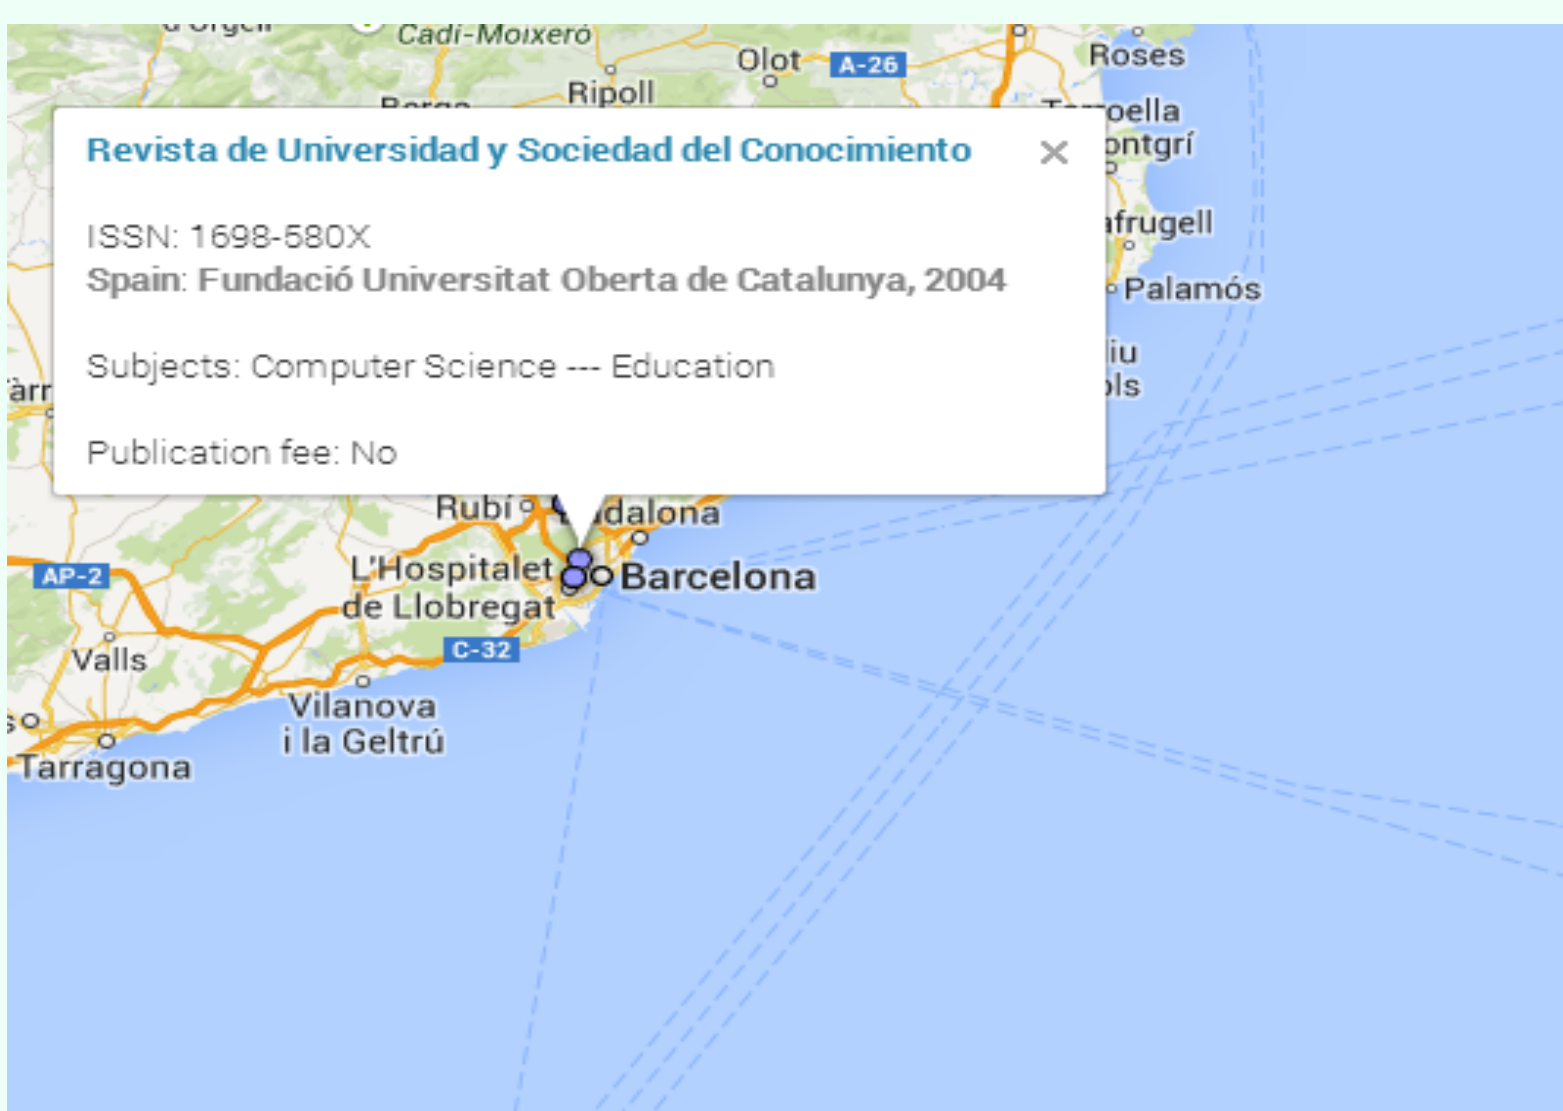 Cadí-Moixeró
Olot
A-26
Roses
Ripoll
Revista de Universidad y Sociedad del Conocimiento
ISSN: 1698-580X
Spain: Fundació Universitat Oberta de Catalunya, 2004
Palamós
Subjects: Computer Science --- Education
Publication fee: No
Rubí
L'Hospitalet
de Llobregat
Barcelona
AP-2
C-32
Valls
Vilanova
i la Geltrú
Tarragona